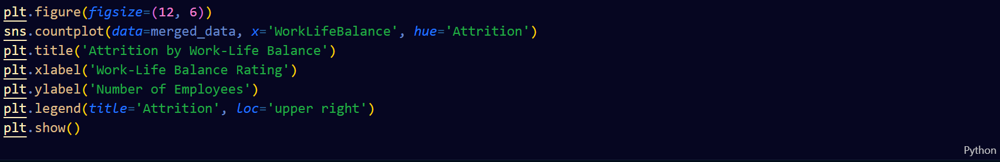 plt.figure(figsize=(12, 6))
sns.countplot(data=merged_data, x='WorkLifeBalance', hue='Attrition')
plt.title('Attrition by Work-Life Balance')
plt.xlabel('Work-Life Balance Rating')
plt.ylabel('Number of Employees')
plt.legend(title='Attrition', loc='upper right')
plt.show()
Python